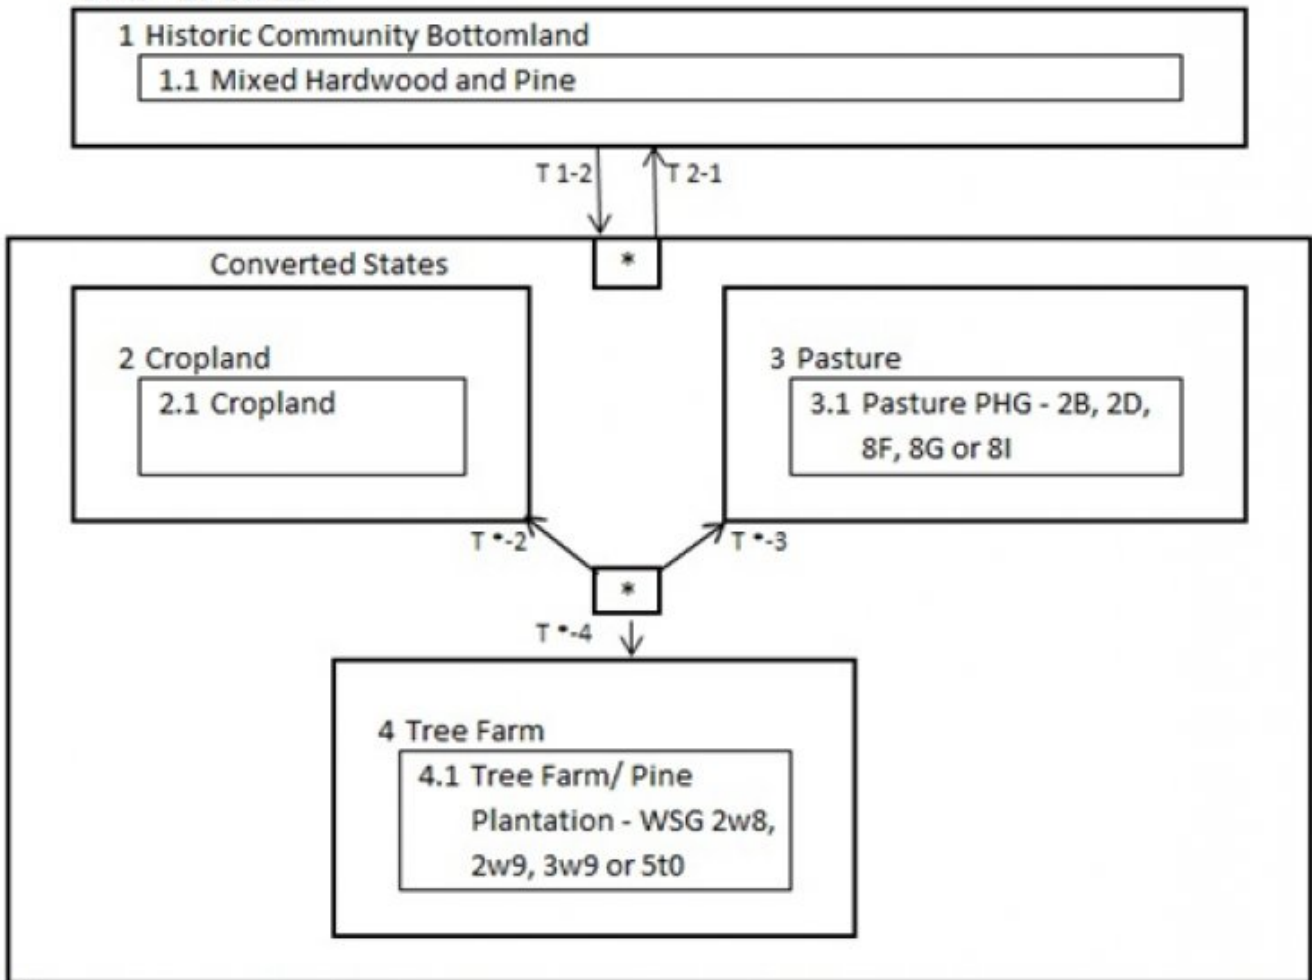 1 Historic Community Bottomland
1.1 Mixed Hardwood and Pine
T 1-2
T 2-1
Converted States
*
2 Cropland
2.1 Cropland
3 Pasture
3.1 Pasture PHG - 2B, 2D,
8F, 8G or 8I
T *-2
T *-3
*
T *-4
4 Tree Farm
4.1 Tree Farm/ Pine
Plantation - WSG 2w8,
2w9, 3w9 or 5t0